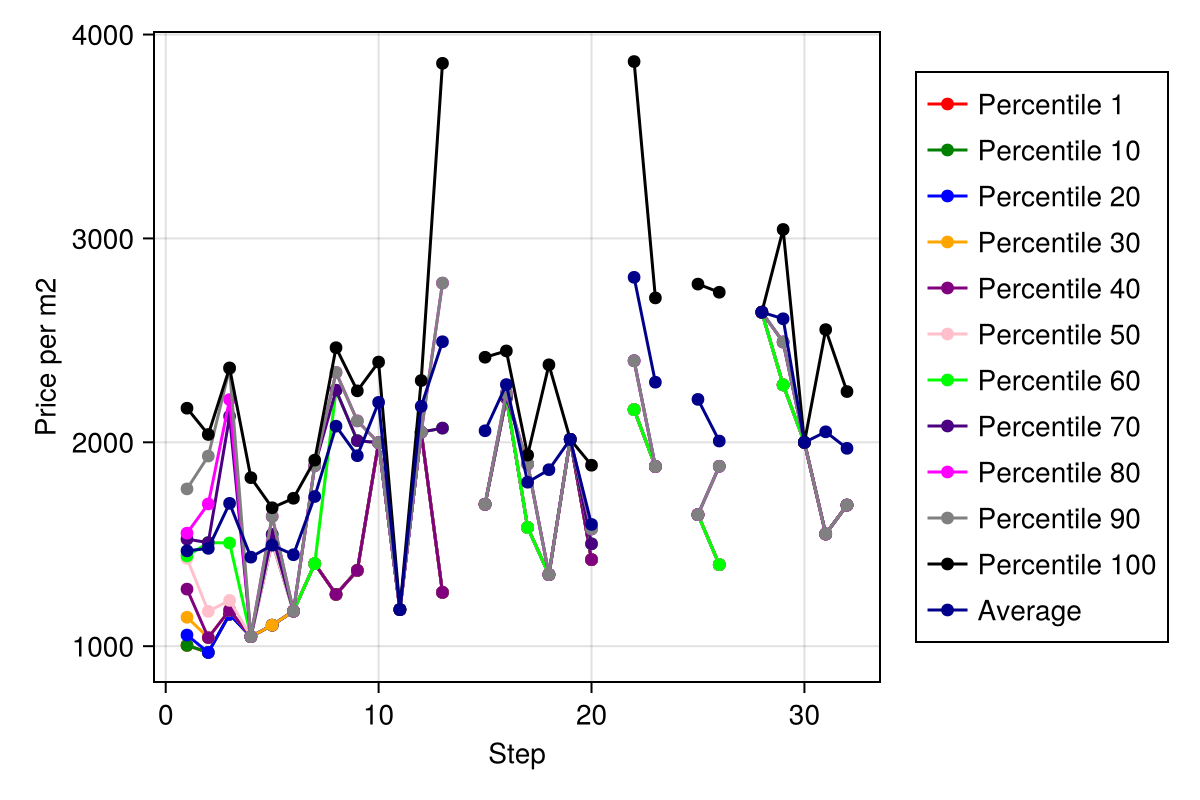 4000
3000
2000
1000
Price per m2
0 10 20 30
Step
Percentile 1
Percentile 10
Percentile 20
Percentile 30
Percentile 40
Percentile 50
Percentile 60
Percentile 70
Percentile 80
Percentile 90
Percentile 100
Average